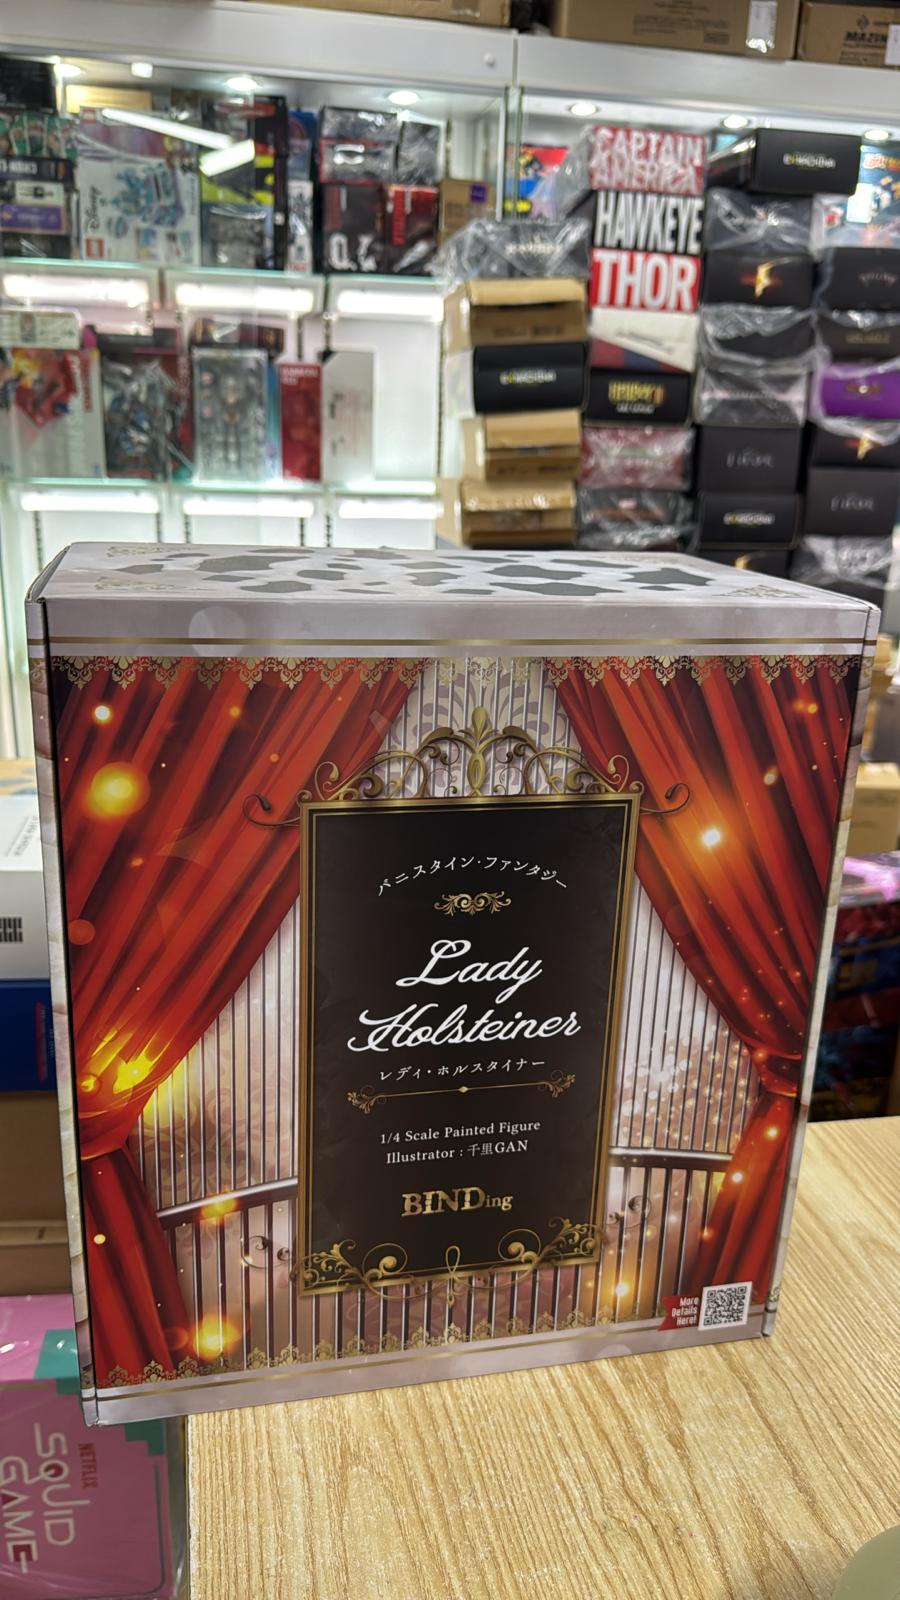 CAPTAIN
AMERICA
HAWKEYE
THOR
Disney
LEGO
バニスタイン・ファンタジー
Lady
Holsteiner
レディ・ホルスタイナー
1/4 Scale Painted Figure
Illustrator : 千里GAN
BINDing
More
Details
Here!
NETFLIX
SQUID
GAME